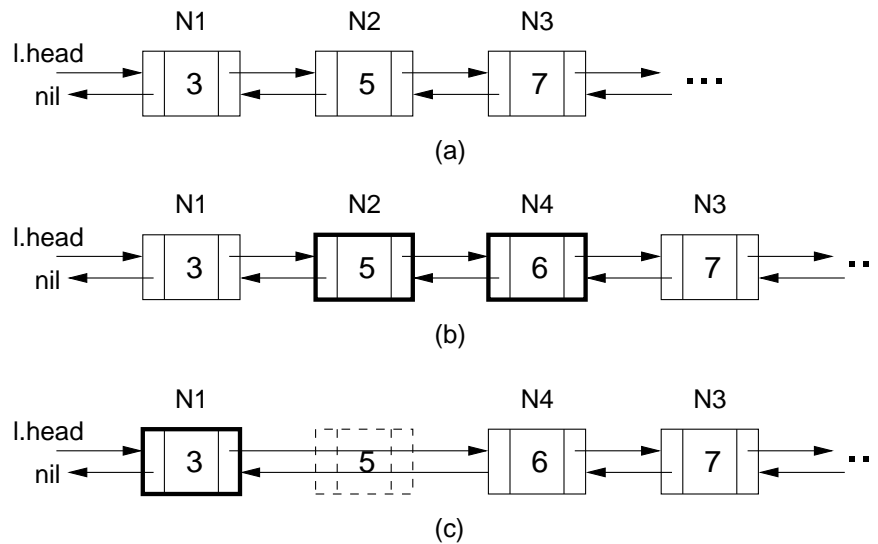 N1 N2 N3
l.head
3 5 7
nil
(a)
N1 N2 N4 N3
l.head
3 5 6 7
nil
(b)
N1 N4 N3
l.head
3 5 6 7
nil
(c)